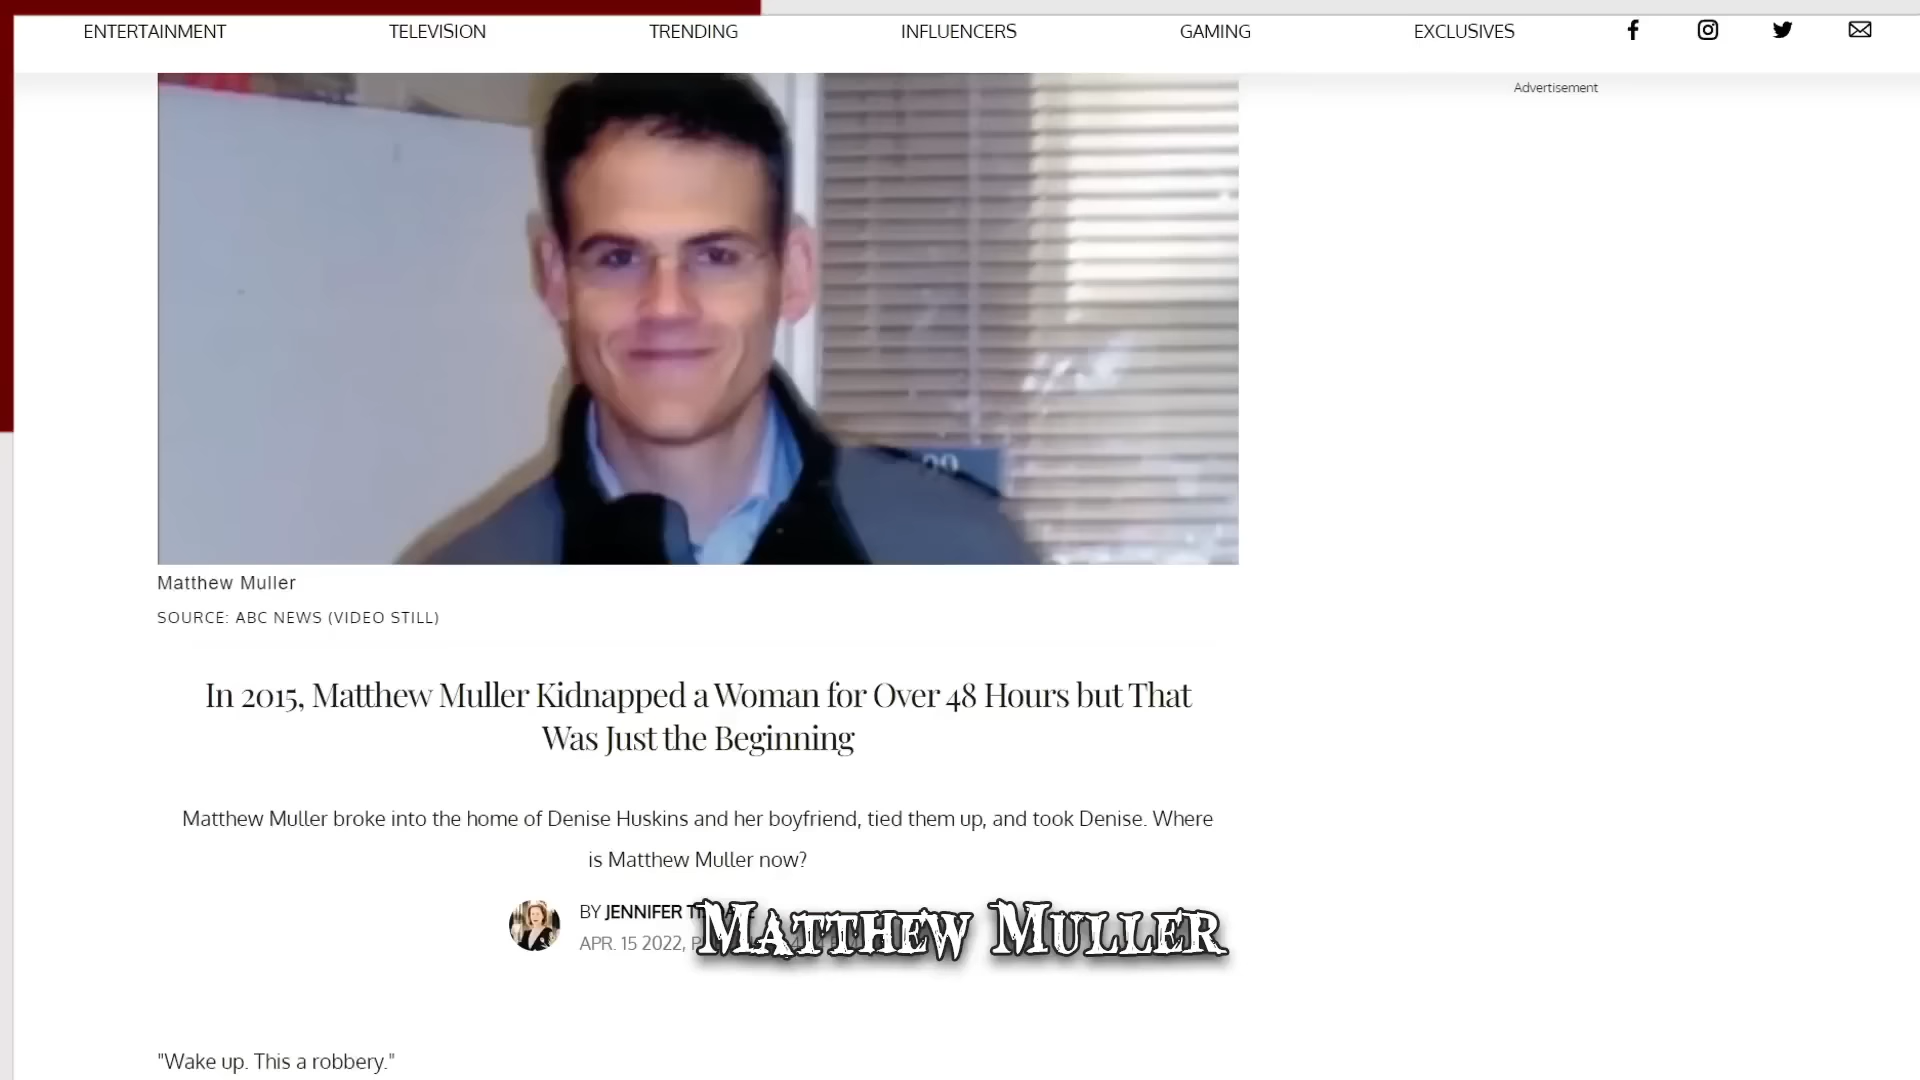 ENTERTAINMENT TELEVISION TRENDING INFLUENCERS GAMING EXCLUSIVES
Advertisement
Matthew Muller
SOURCE: ABC NEWS (VIDEO STILL)
In 2015, Matthew Muller Kidnapped a Woman for Over 48 Hours but That
Was Just the Beginning
Matthew Muller broke into the home of Denise Huskins and her boyfriend, tied them up, and took Denise. Where
is Matthew Muller now?
BY JENNIFER
APR. 15 2022,
Matthew Muller
"Wake up. This a robbery."